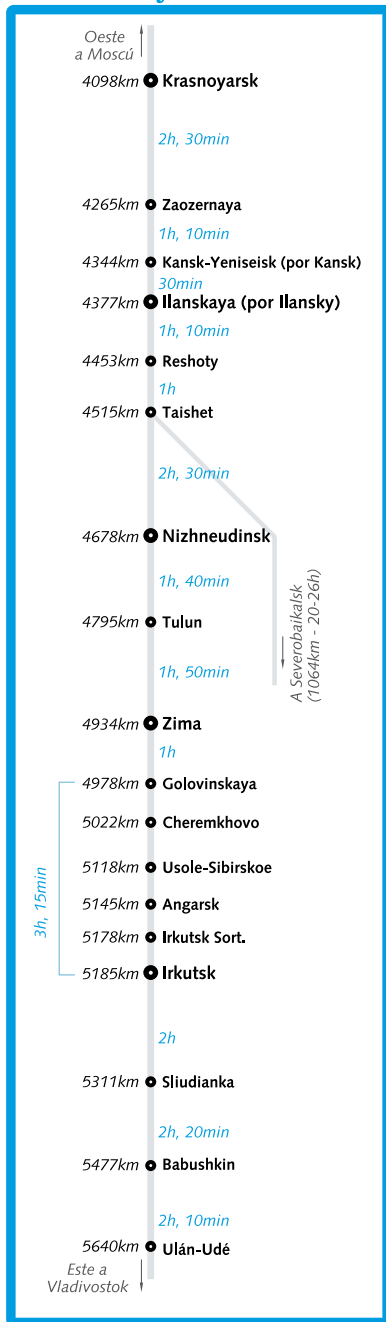 Oeste
a Moscú
4098km Krasnoyarsk
2h, 30min
4265km Zaozernaya
1h, 10min
4344km Kansk-Yeniseisk (por Kansk)
30min
4377km Ilanskaya (por Ilansky)
1h, 10min
4453km Reshoty
1h
4515km Taishet
2h, 30min
4678km Nizhneudinsk
1h, 40min
A Severobaikalsk
(1064km - 20-26h)
4795km Tulun
1h, 50min
4934km Zima
1h
4978km Golovinskaya
5022km Cheremkhovo
5118km Usole-Sibirskoe
3h, 15min
5145km Angarsk
5178km Irkutsk Sort.
5185km Irkutsk
2h
5311km Sliudianka
2h, 20min
5477km Babushkin
2h, 10min
5640km Ulán-Udé
Este a
Vladivostok